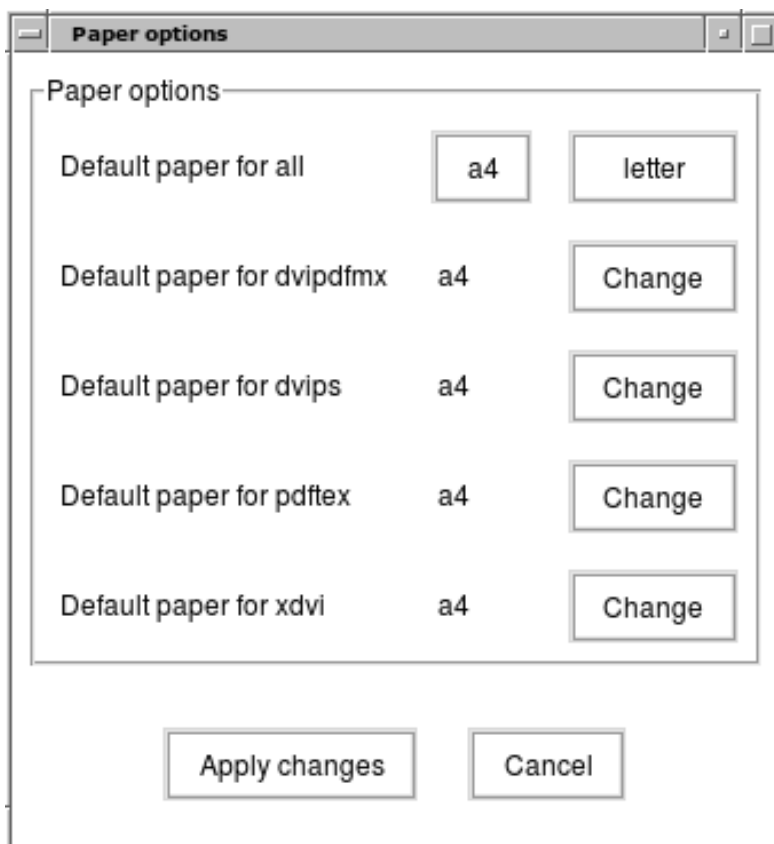 Paper options
Paper options
Default paper for all a4 letter
Default paper for dvipdfmx a4 Change
Default paper for dvips a4 Change
Default paper for pdftex a4 Change
Default paper for xdvi a4 Change
Apply changes Cancel